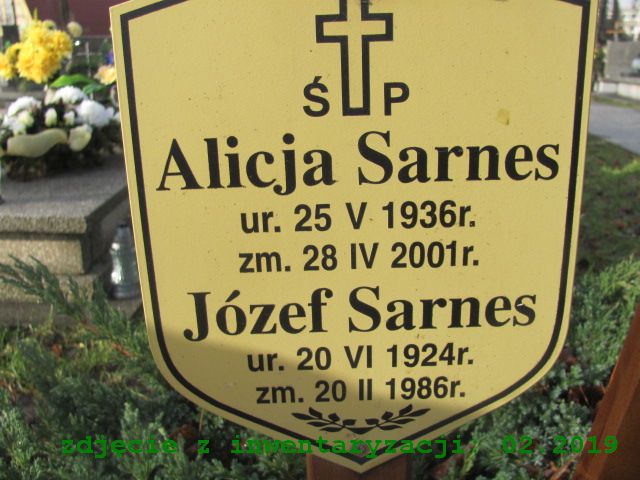 Ś P
Alicja Sarnes
ur. 25 V 1936r.
zm. 28 IV 2001r.
Józef Sarnes
ur. 20 VI 1924r.
zm. 20 II 1986r.
zdjęcie z inwentaryzacji 02.2019